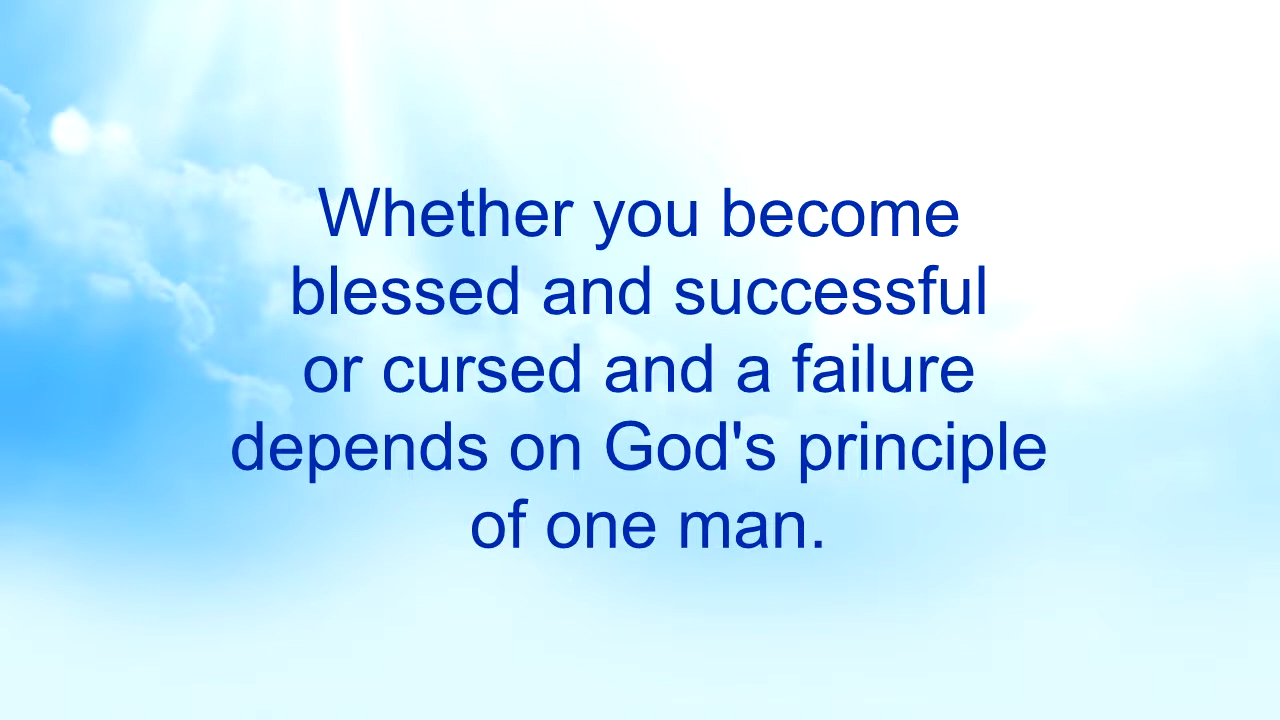 Whether you become
blessed and successful
or cursed and a failure
depends on God's principle
of one man.